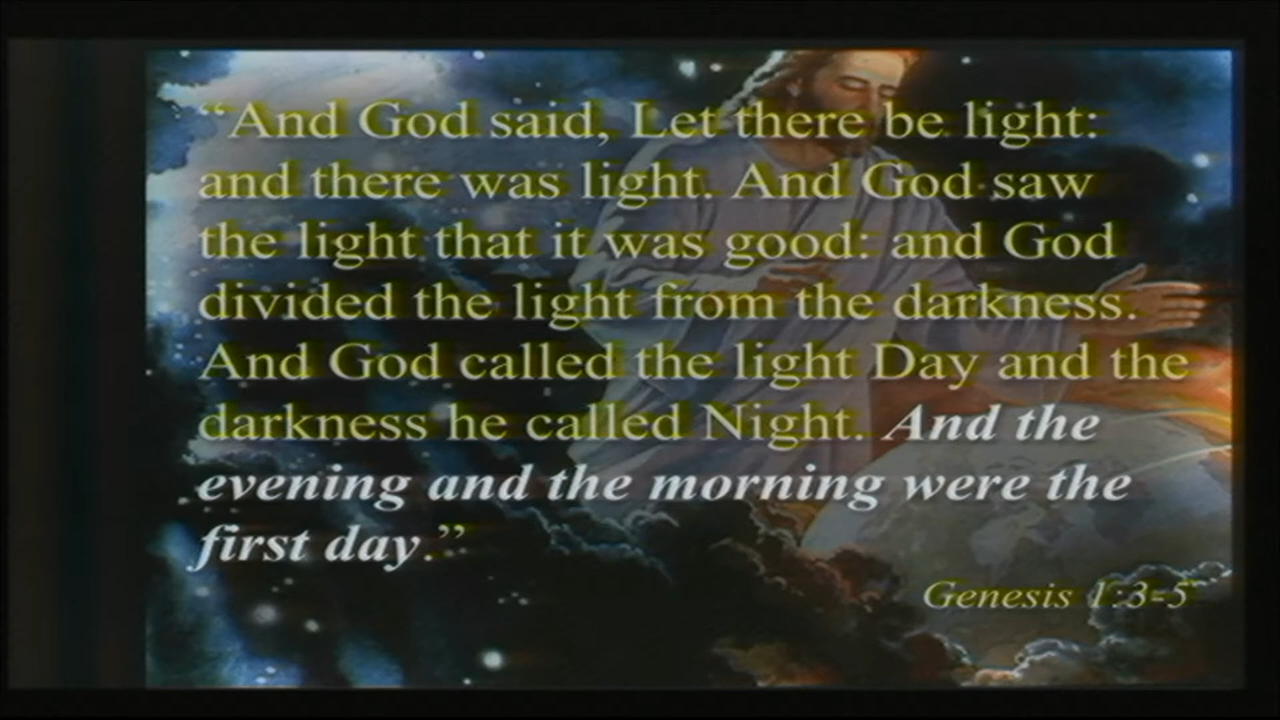 “And God said, Let there be light:
and there was light. And God saw
the light that it was good: and God
divided the light from the darkness.
And God called the light Day and the
darkness he called Night. And the
evening and the morning were the
first day.”
Genesis 1:3-5